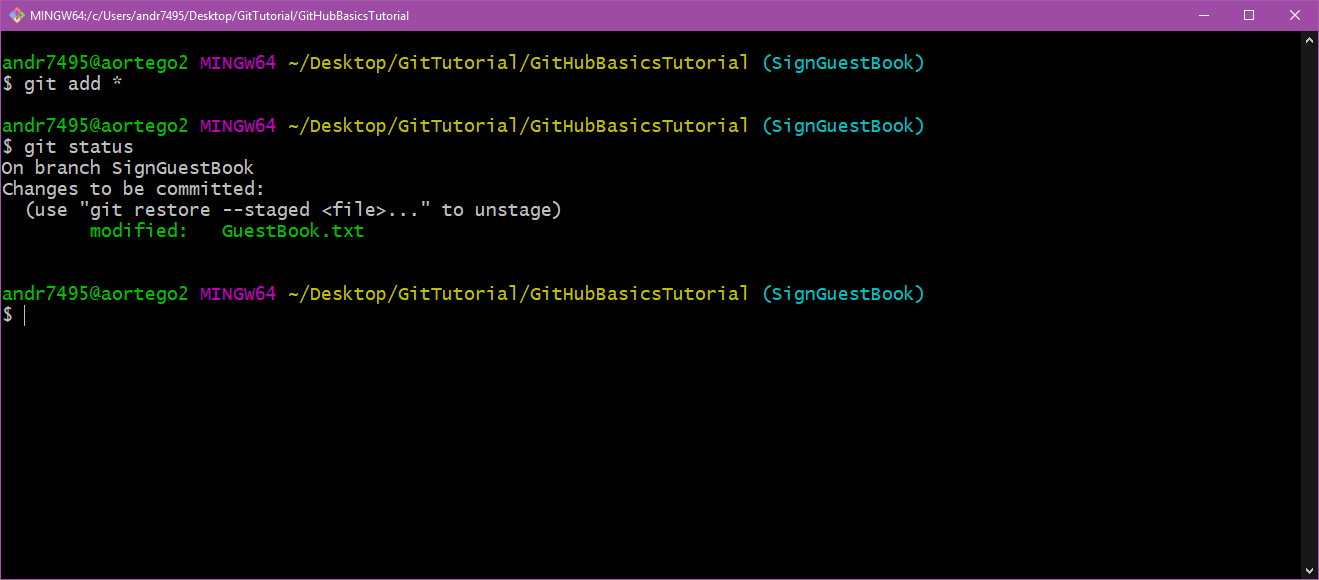 MINGW64:/c/Users/andr7495/Desktop/GitTutorial/GitHubBasicsTutorial
andr7495@aortego2 MINGW64 ~/Desktop/GitTutorial/GitHubBasicsTutorial (SignGuestBook)
$ git add *
andr7495@aortego2 MINGW64 ~/Desktop/GitTutorial/GitHubBasicsTutorial (SignGuestBook)
$ git status
On branch SignGuestBook
Changes to be committed:
  (use "git restore --staged <file>..." to unstage)
        modified:   GuestBook.txt
andr7495@aortego2 MINGW64 ~/Desktop/GitTutorial/GitHubBasicsTutorial (SignGuestBook)
$